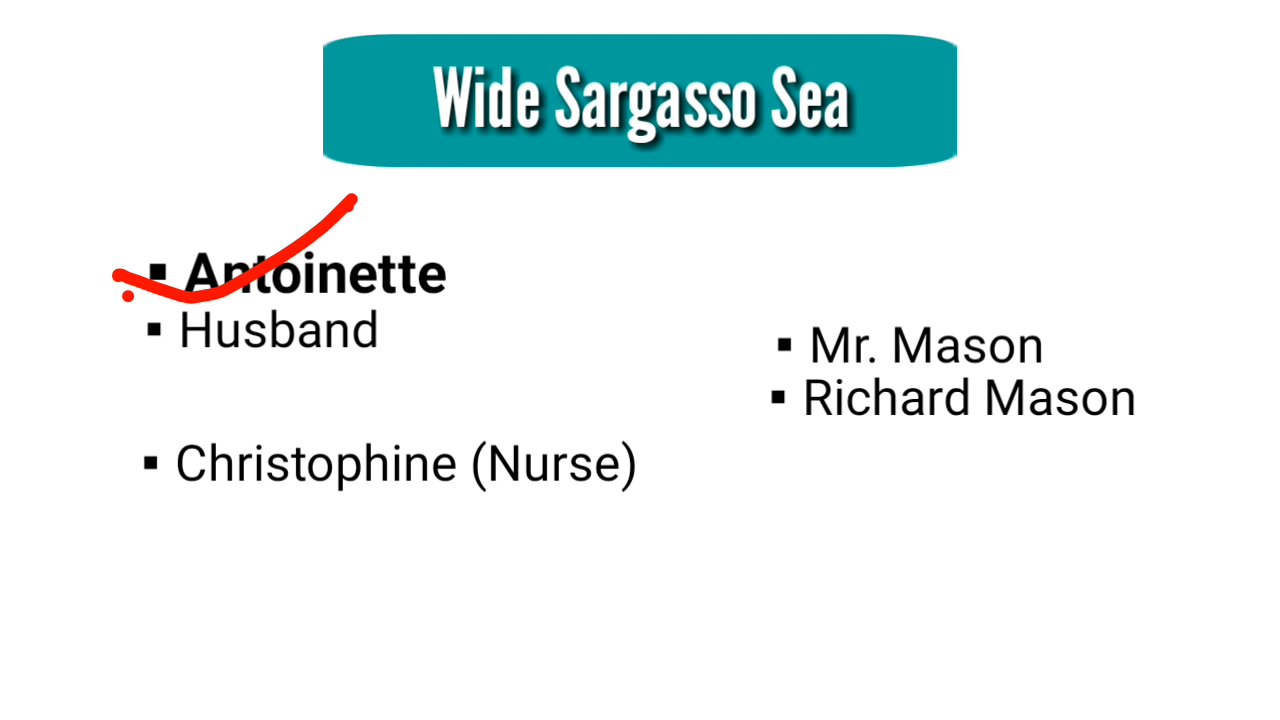 Wide Sargasso Sea
▪ Antoinette
▪ Husband
▪ Christophine (Nurse)
▪ Mr. Mason
▪ Richard Mason